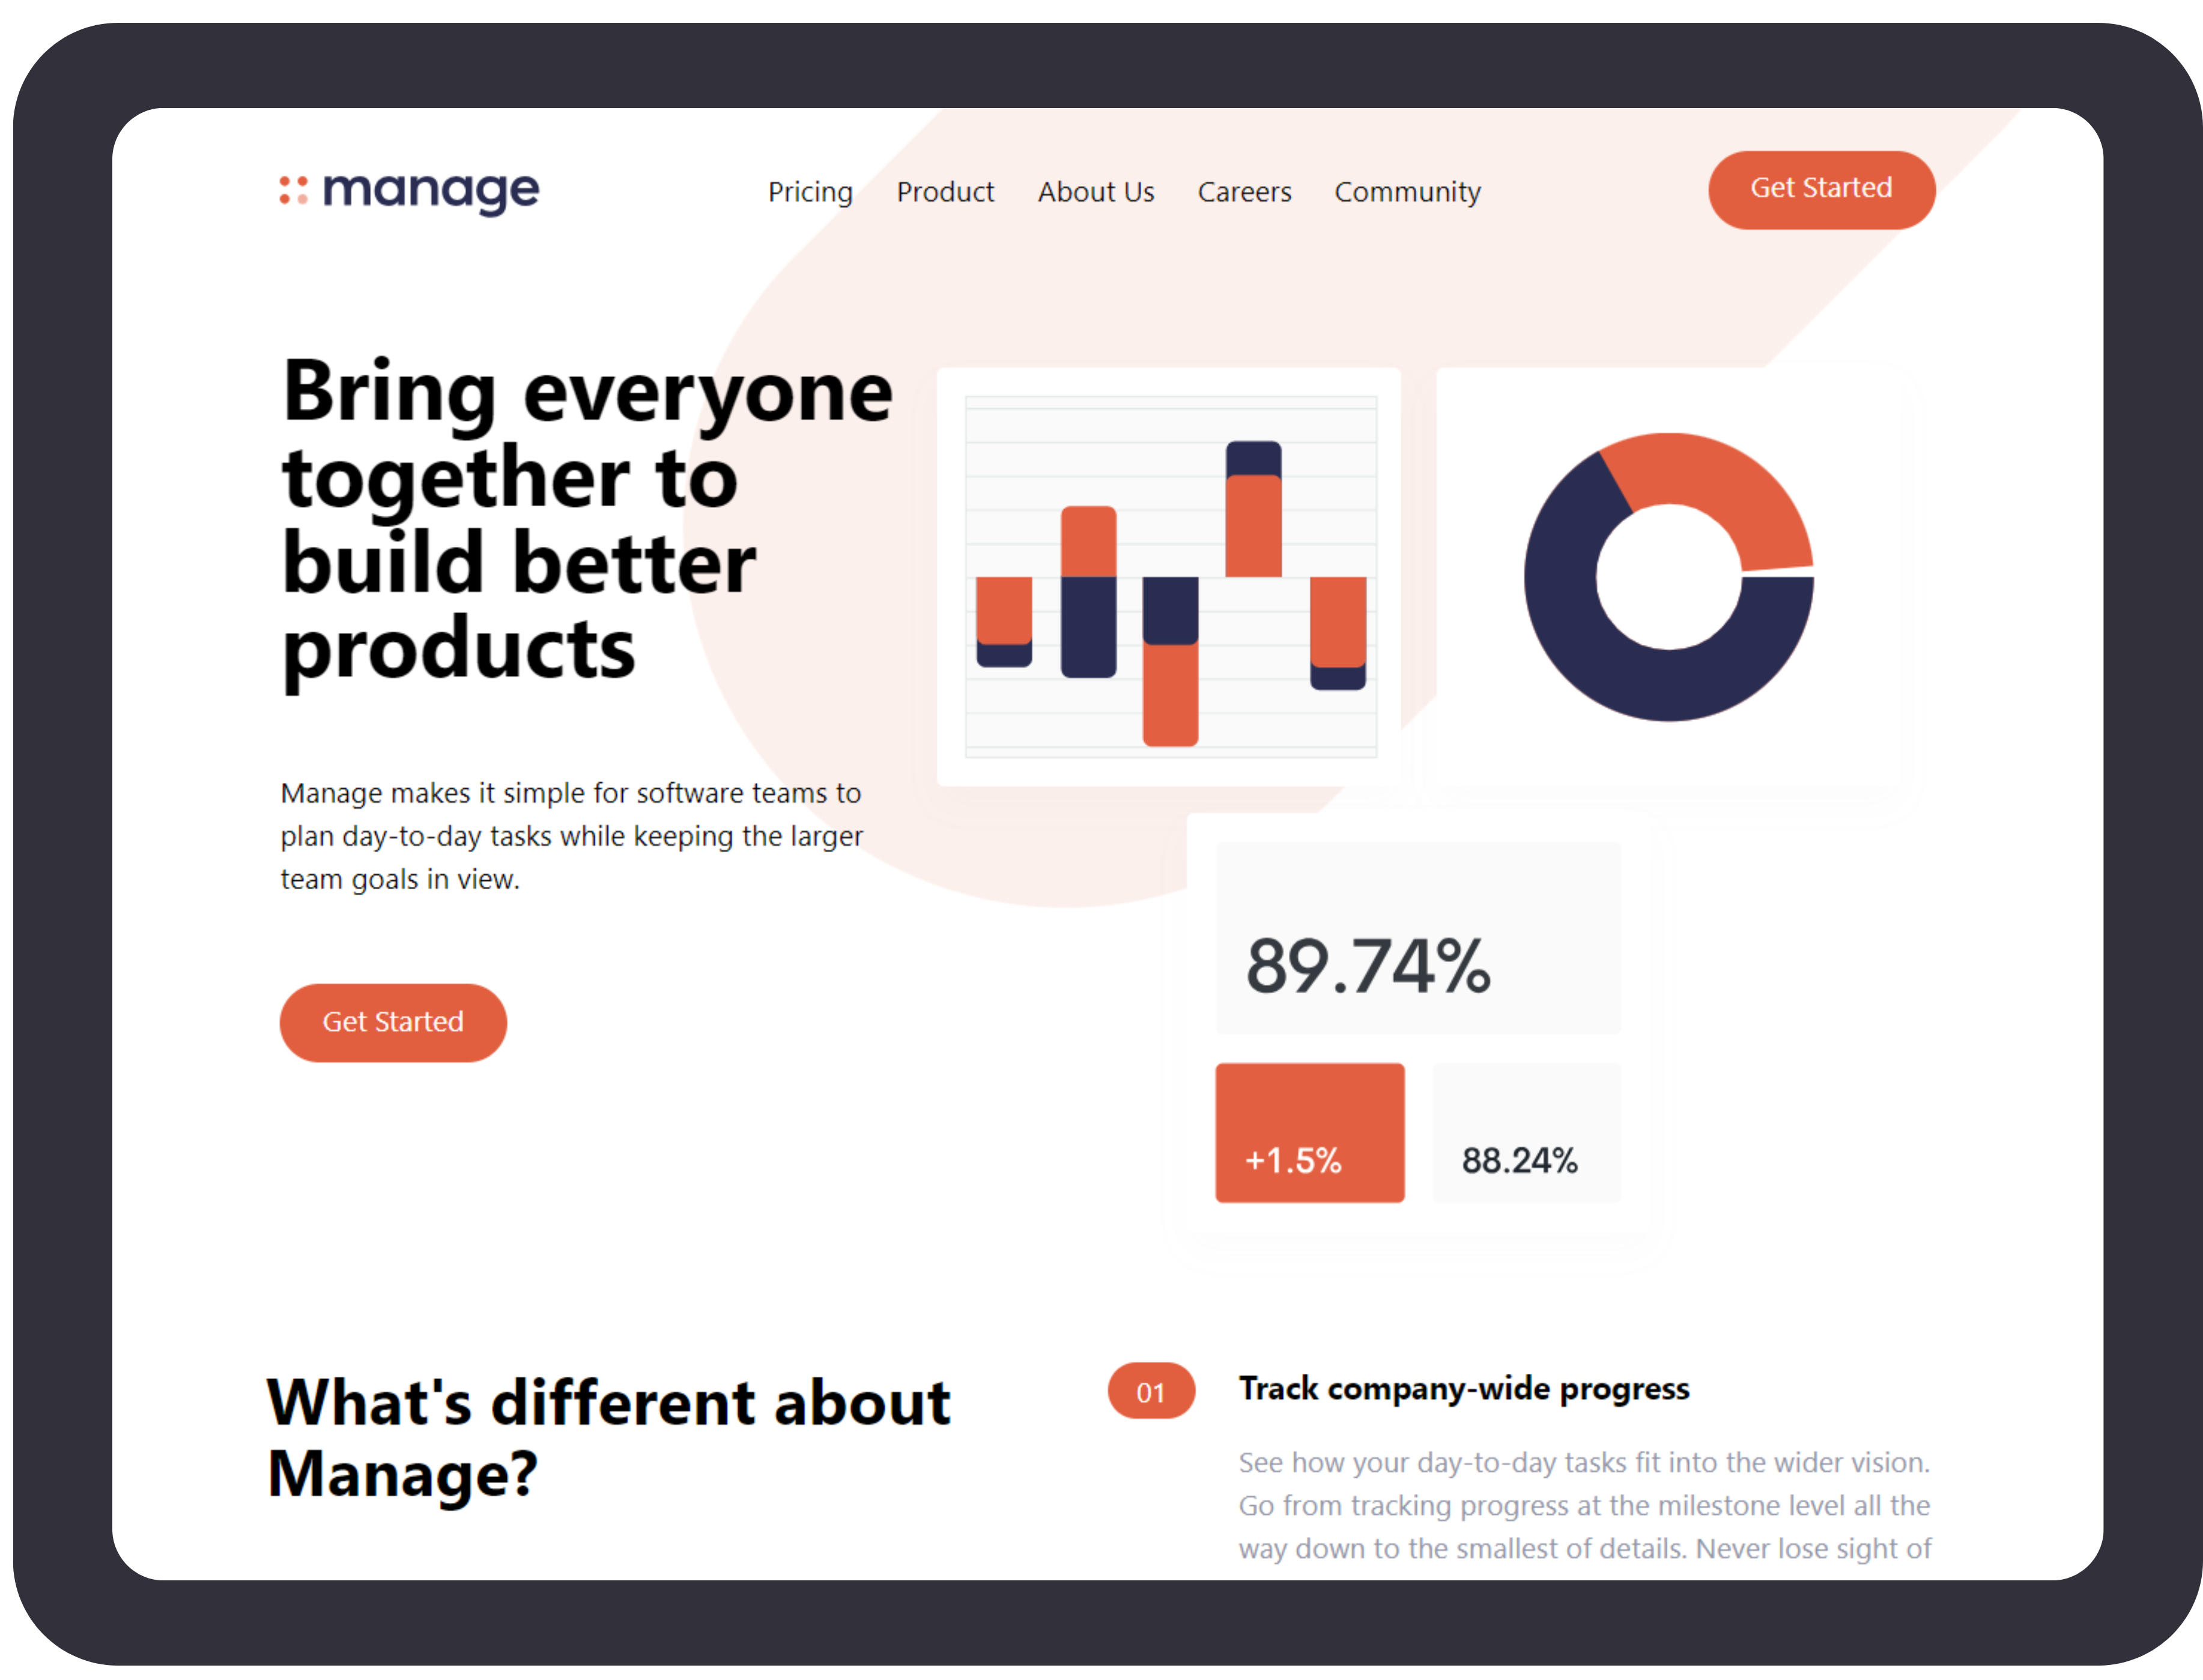 manage
Pricing Product About Us Careers Community
Get Started
Bring everyone
together to
build better
products
Manage makes it simple for software teams to
plan day-to-day tasks while keeping the larger
team goals in view.
Get Started
89.74%
+1.5%
88.24%
What's different about
Manage?
01
Track company-wide progress
See how your day-to-day tasks fit into the wider vision.
Go from tracking progress at the milestone level all the
way down to the smallest of details. Never lose sight of